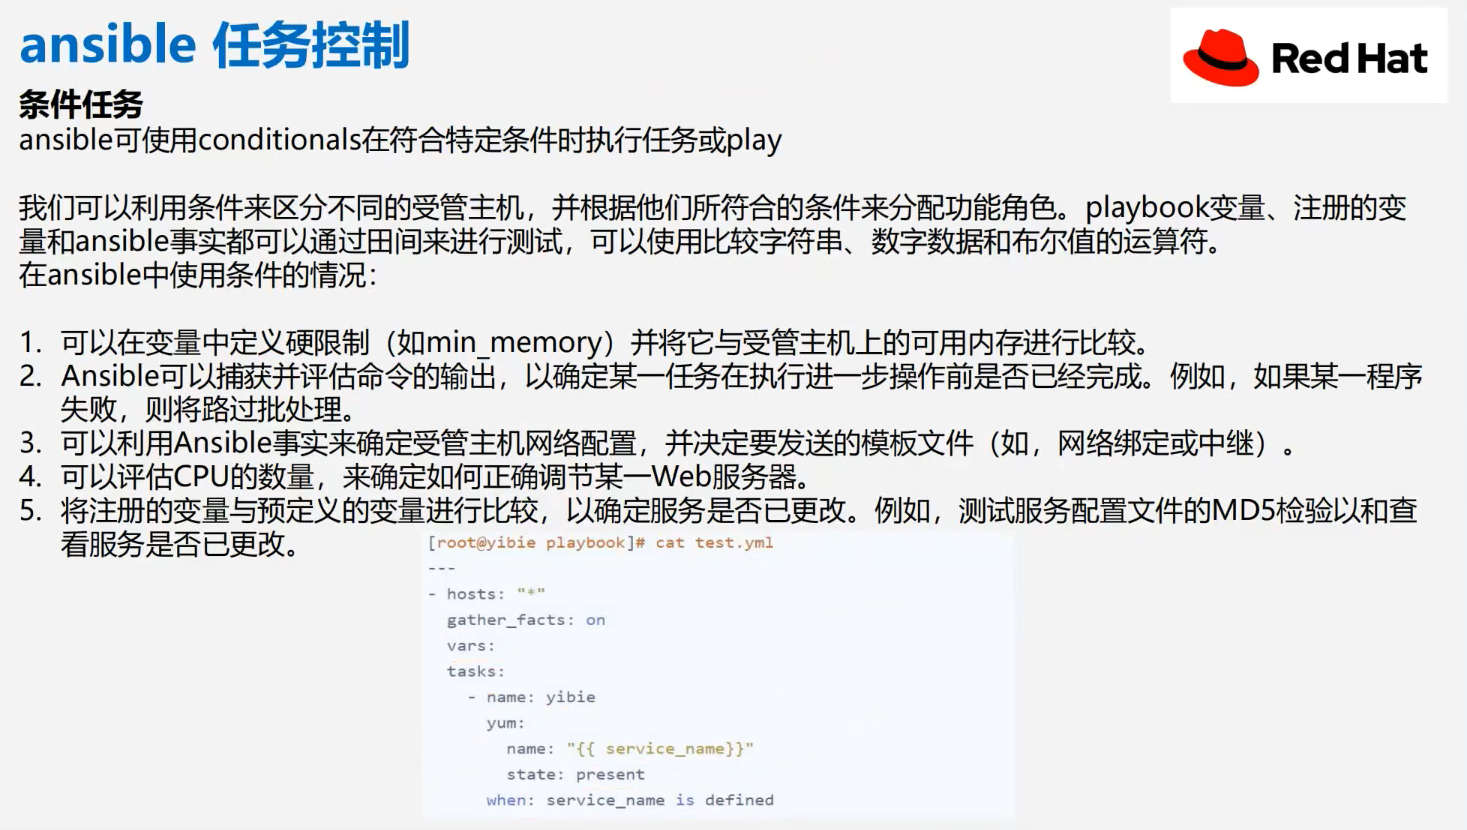 ansible 任务控制
Red Hat
条件任务
ansible可使用conditionals在符合特定条件时执行任务或play
我们可以利用条件来区分不同的受管主机，并根据他们所符合的条件来分配功能角色。playbook变量、注册的变
量和ansible事实都可以通过田间来进行测试，可以使用比较字符串、数字数据和布尔值的运算符。
在ansible中使用条件的情况：
1. 可以在变量中定义硬限制（如min_memory）并将它与受管主机上的可用内存进行比较。
2. Ansible可以捕获并评估命令的输出，以确定某一任务在执行进一步操作前是否已经完成。例如，如果某一程序
失败，则将路过批处理。
3. 可以利用Ansible事实来确定受管主机网络配置，并决定要发送的模板文件（如，网络绑定或中继）。
4. 可以评估CPU的数量，来确定如何正确调节某一Web服务器。
5. 将注册的变量与预定义的变量进行比较，以确定服务是否已更改。例如，测试服务配置文件的MD5检验以和查
看服务是否已更改。
[root@yibie playbook]# cat test.yml
---
- hosts: "*"
  gather_facts: on
  vars:
  tasks:
    - name: yibie
      yum:
        name: "{{ service_name}}"
        state: present
      when: service_name is defined